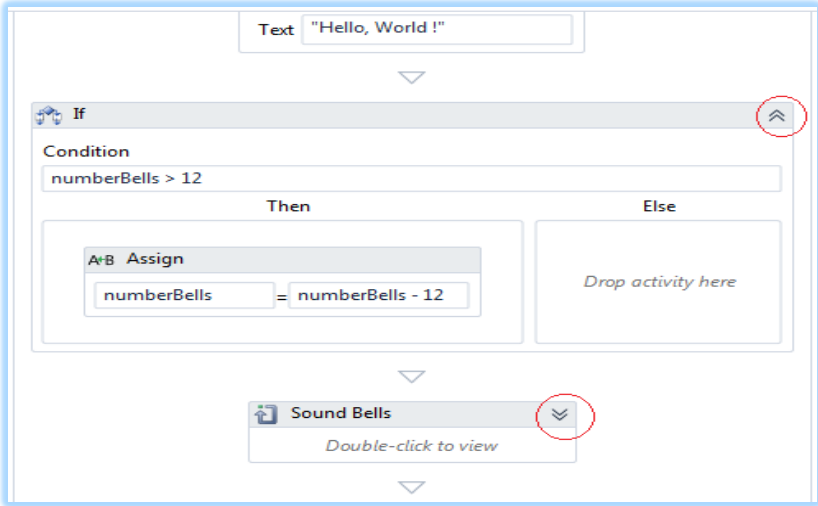 Text "Hello, World !"
If
Condition
numberBells > 12
Then Else
A+B Assign
numberBells = numberBells - 12
Drop activity here
Sound Bells
Double-click to view